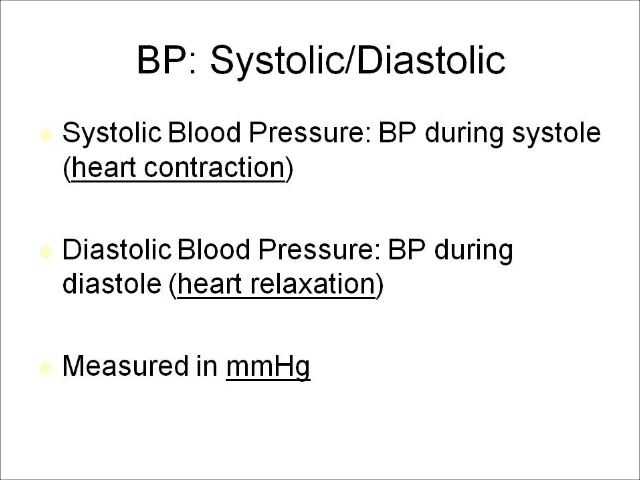 BP: Systolic/Diastolic
Systolic Blood Pressure: BP during systole
(heart contraction)
Diastolic Blood Pressure: BP during
diastole (heart relaxation)
Measured in mmHg